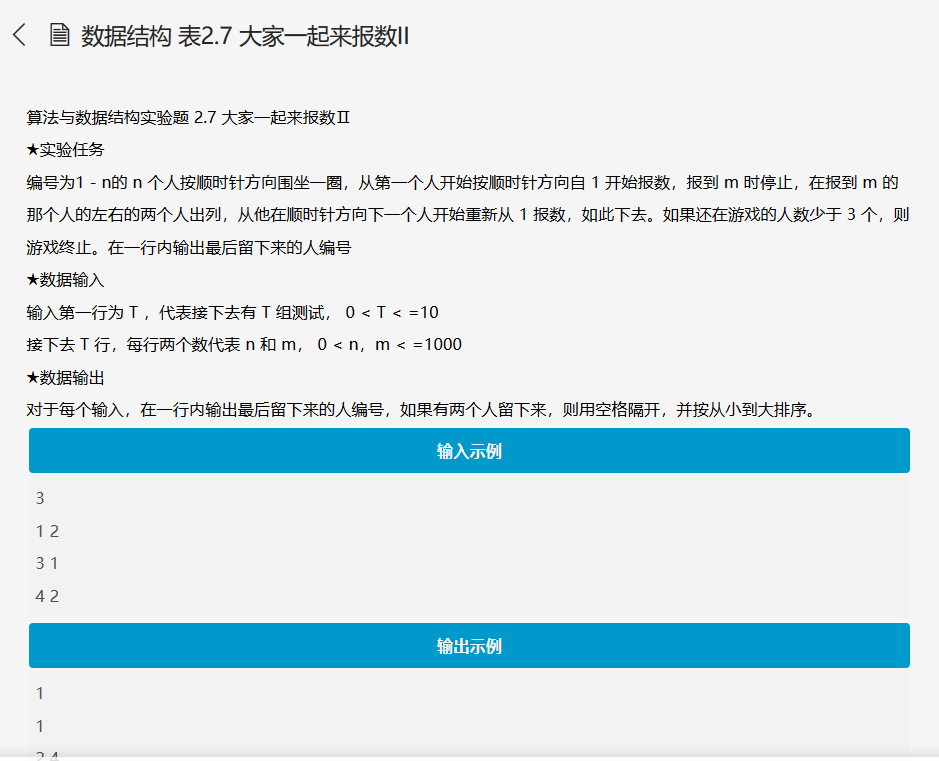 数据结构 表2.7 大家一起来报数II
算法与数据结构实验题 2.7 大家一起来报数Ⅱ
★实验任务
编号为1 - n的 n 个人按顺时针方向围坐一圈，从第一个人开始按顺时针方向自 1 开始报数，报到 m 时停止，在报到 m 的
那个人的左右的两个人出列，从他在顺时针方向下一个人开始重新从 1 报数，如此下去。如果还在游戏的人数少于 3 个，则
游戏终止。在一行内输出最后留下来的人编号
★数据输入
输入第一行为 T ，代表接下去有 T 组测试， 0 < T < =10
接下去 T 行，每行两个数代表 n 和 m， 0 < n，m < =1000
★数据输出
对于每个输入，在一行内输出最后留下来的人编号，如果有两个人留下来，则用空格隔开，并按从小到大排序。
输入示例
3
1 2
3 1
4 2
输出示例
1
1
2 4